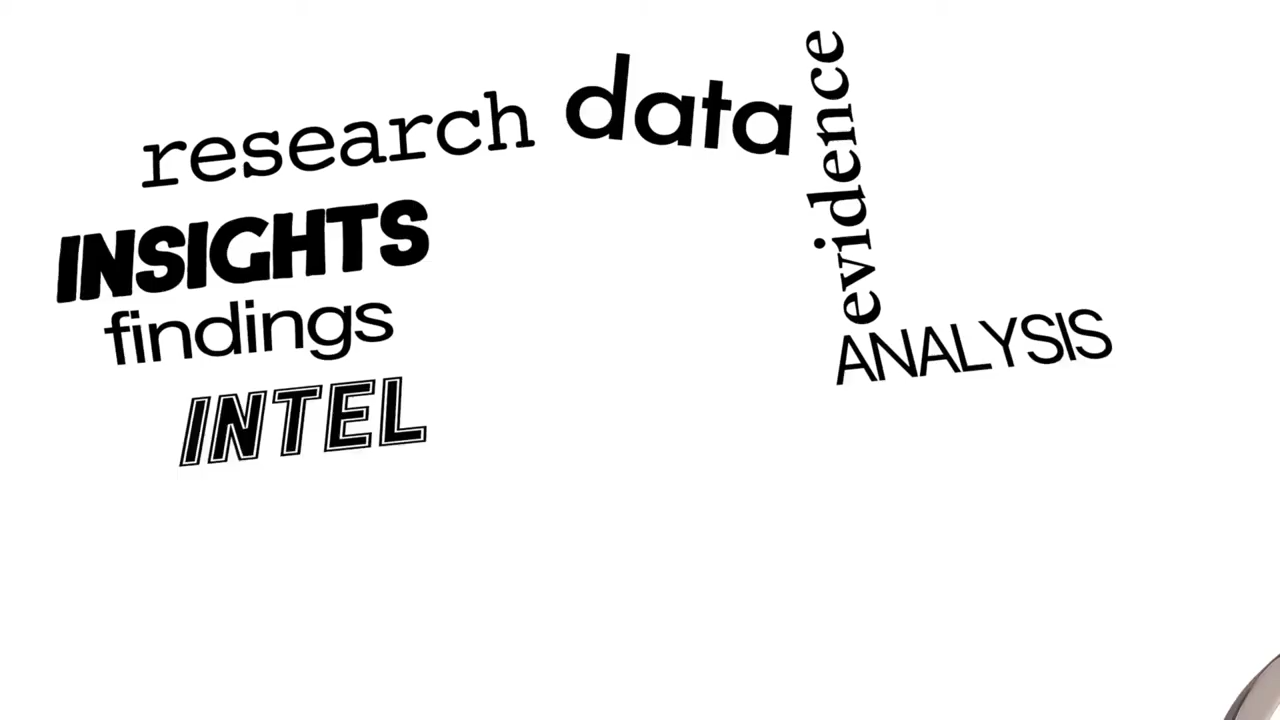 research data
evidence
INSIGHTS
findings
ANALYSIS
INTEL